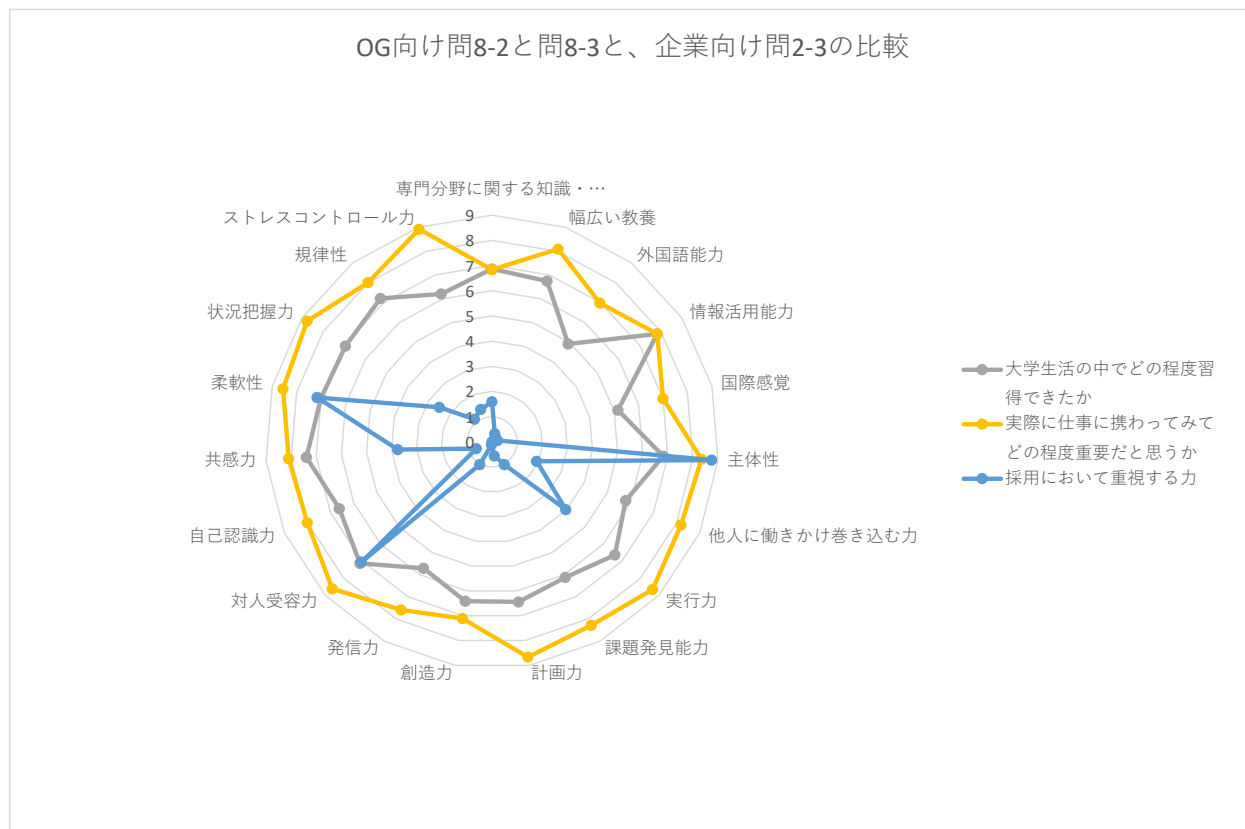 OG向け問8-2と問8-3と、企業向け問2-3の比較
専門分野に関する知識・…
幅広い教養
外国語能力
情報活用能力
国際感覚
主体性
他人に働きかけ巻き込む力
実行力
課題発見能力
計画力
創造力
発信力
対人受容力
自己認識力
共感力
柔軟性
状況把握力
規律性
ストレスコントロール力
9
8
7
6
5
4
3
2
1
0
大学生活の中でどの程度習
得できたか
実際に仕事に携わってみて
どの程度重要だと思うか
採用において重視する力